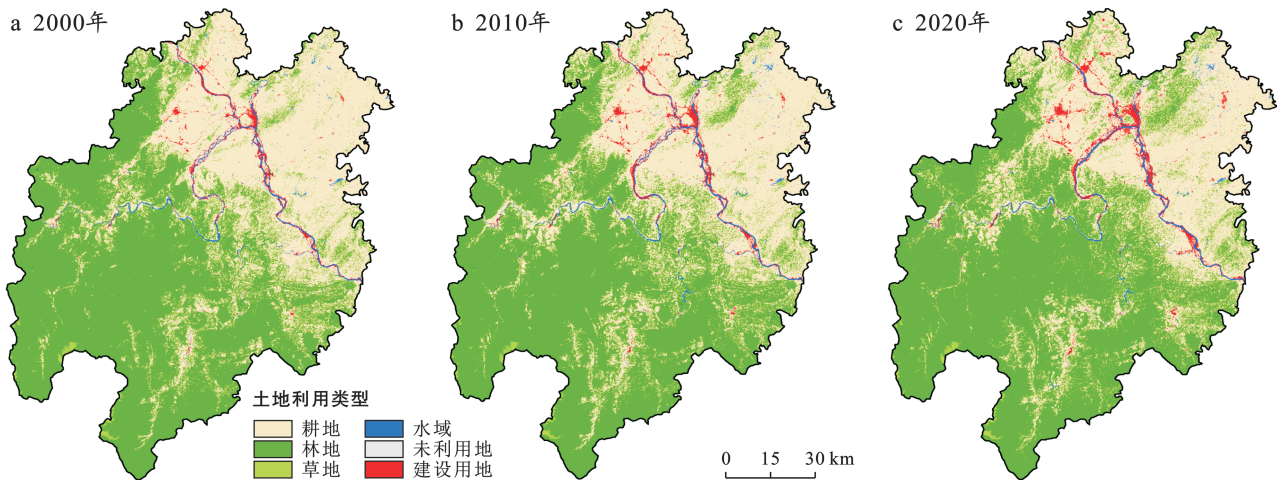 a 2000年
b 2010年
c 2020年
土地利用类型
耕地
林地
草地
水域
未利用地
建设用地
0 15 30 km